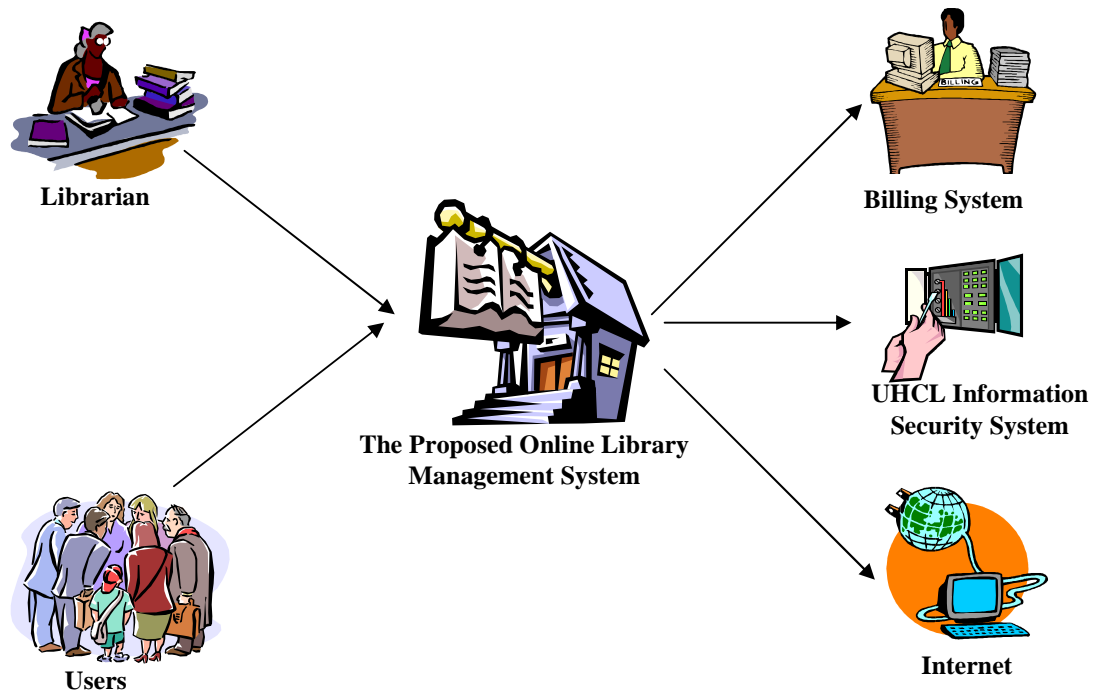 Librarian
BILLING
Billing System
The Proposed Online Library
Management System
UHCL Information
Security System
Users
Internet